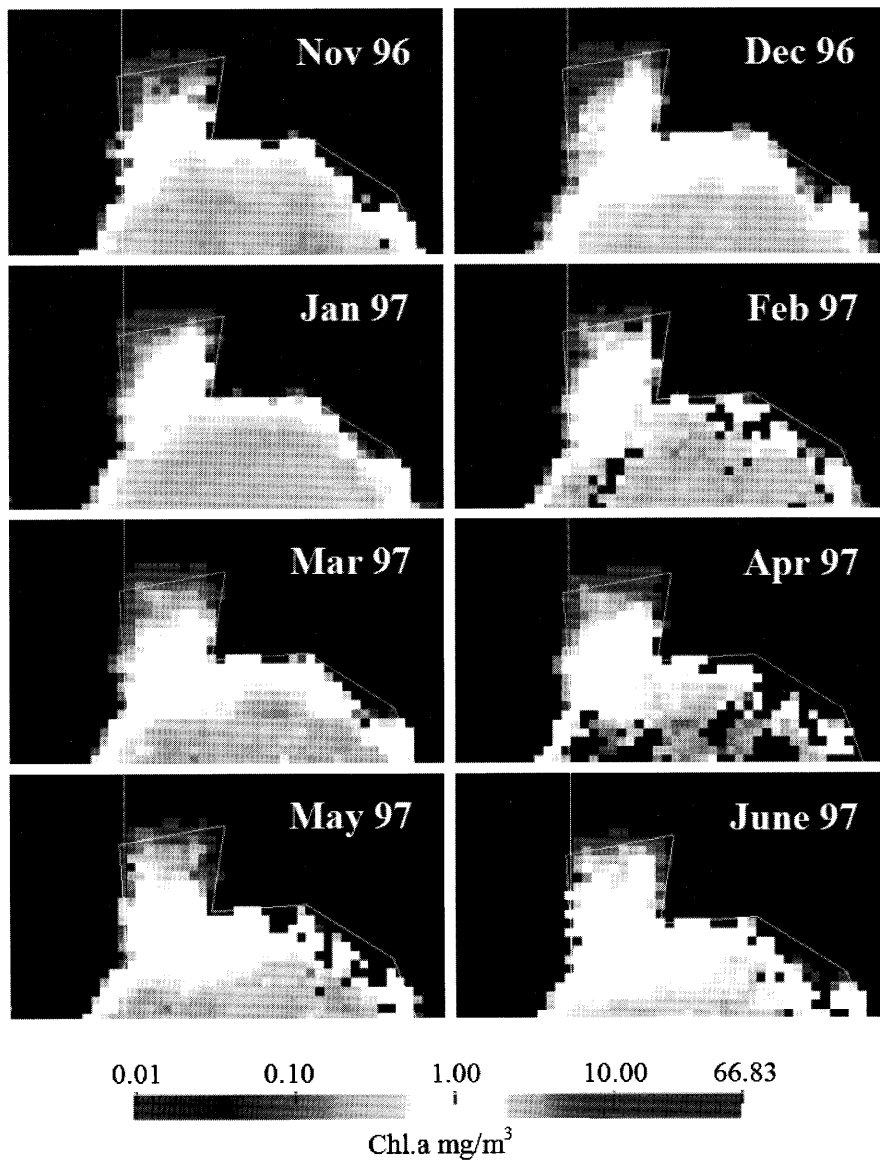 Nov 96
Dec 96
Jan 97
Feb 97
Mar 97
Apr 97
May 97
June 97
0.01 0.10 1.00 10.00 66.83
Chl.a mg/m³